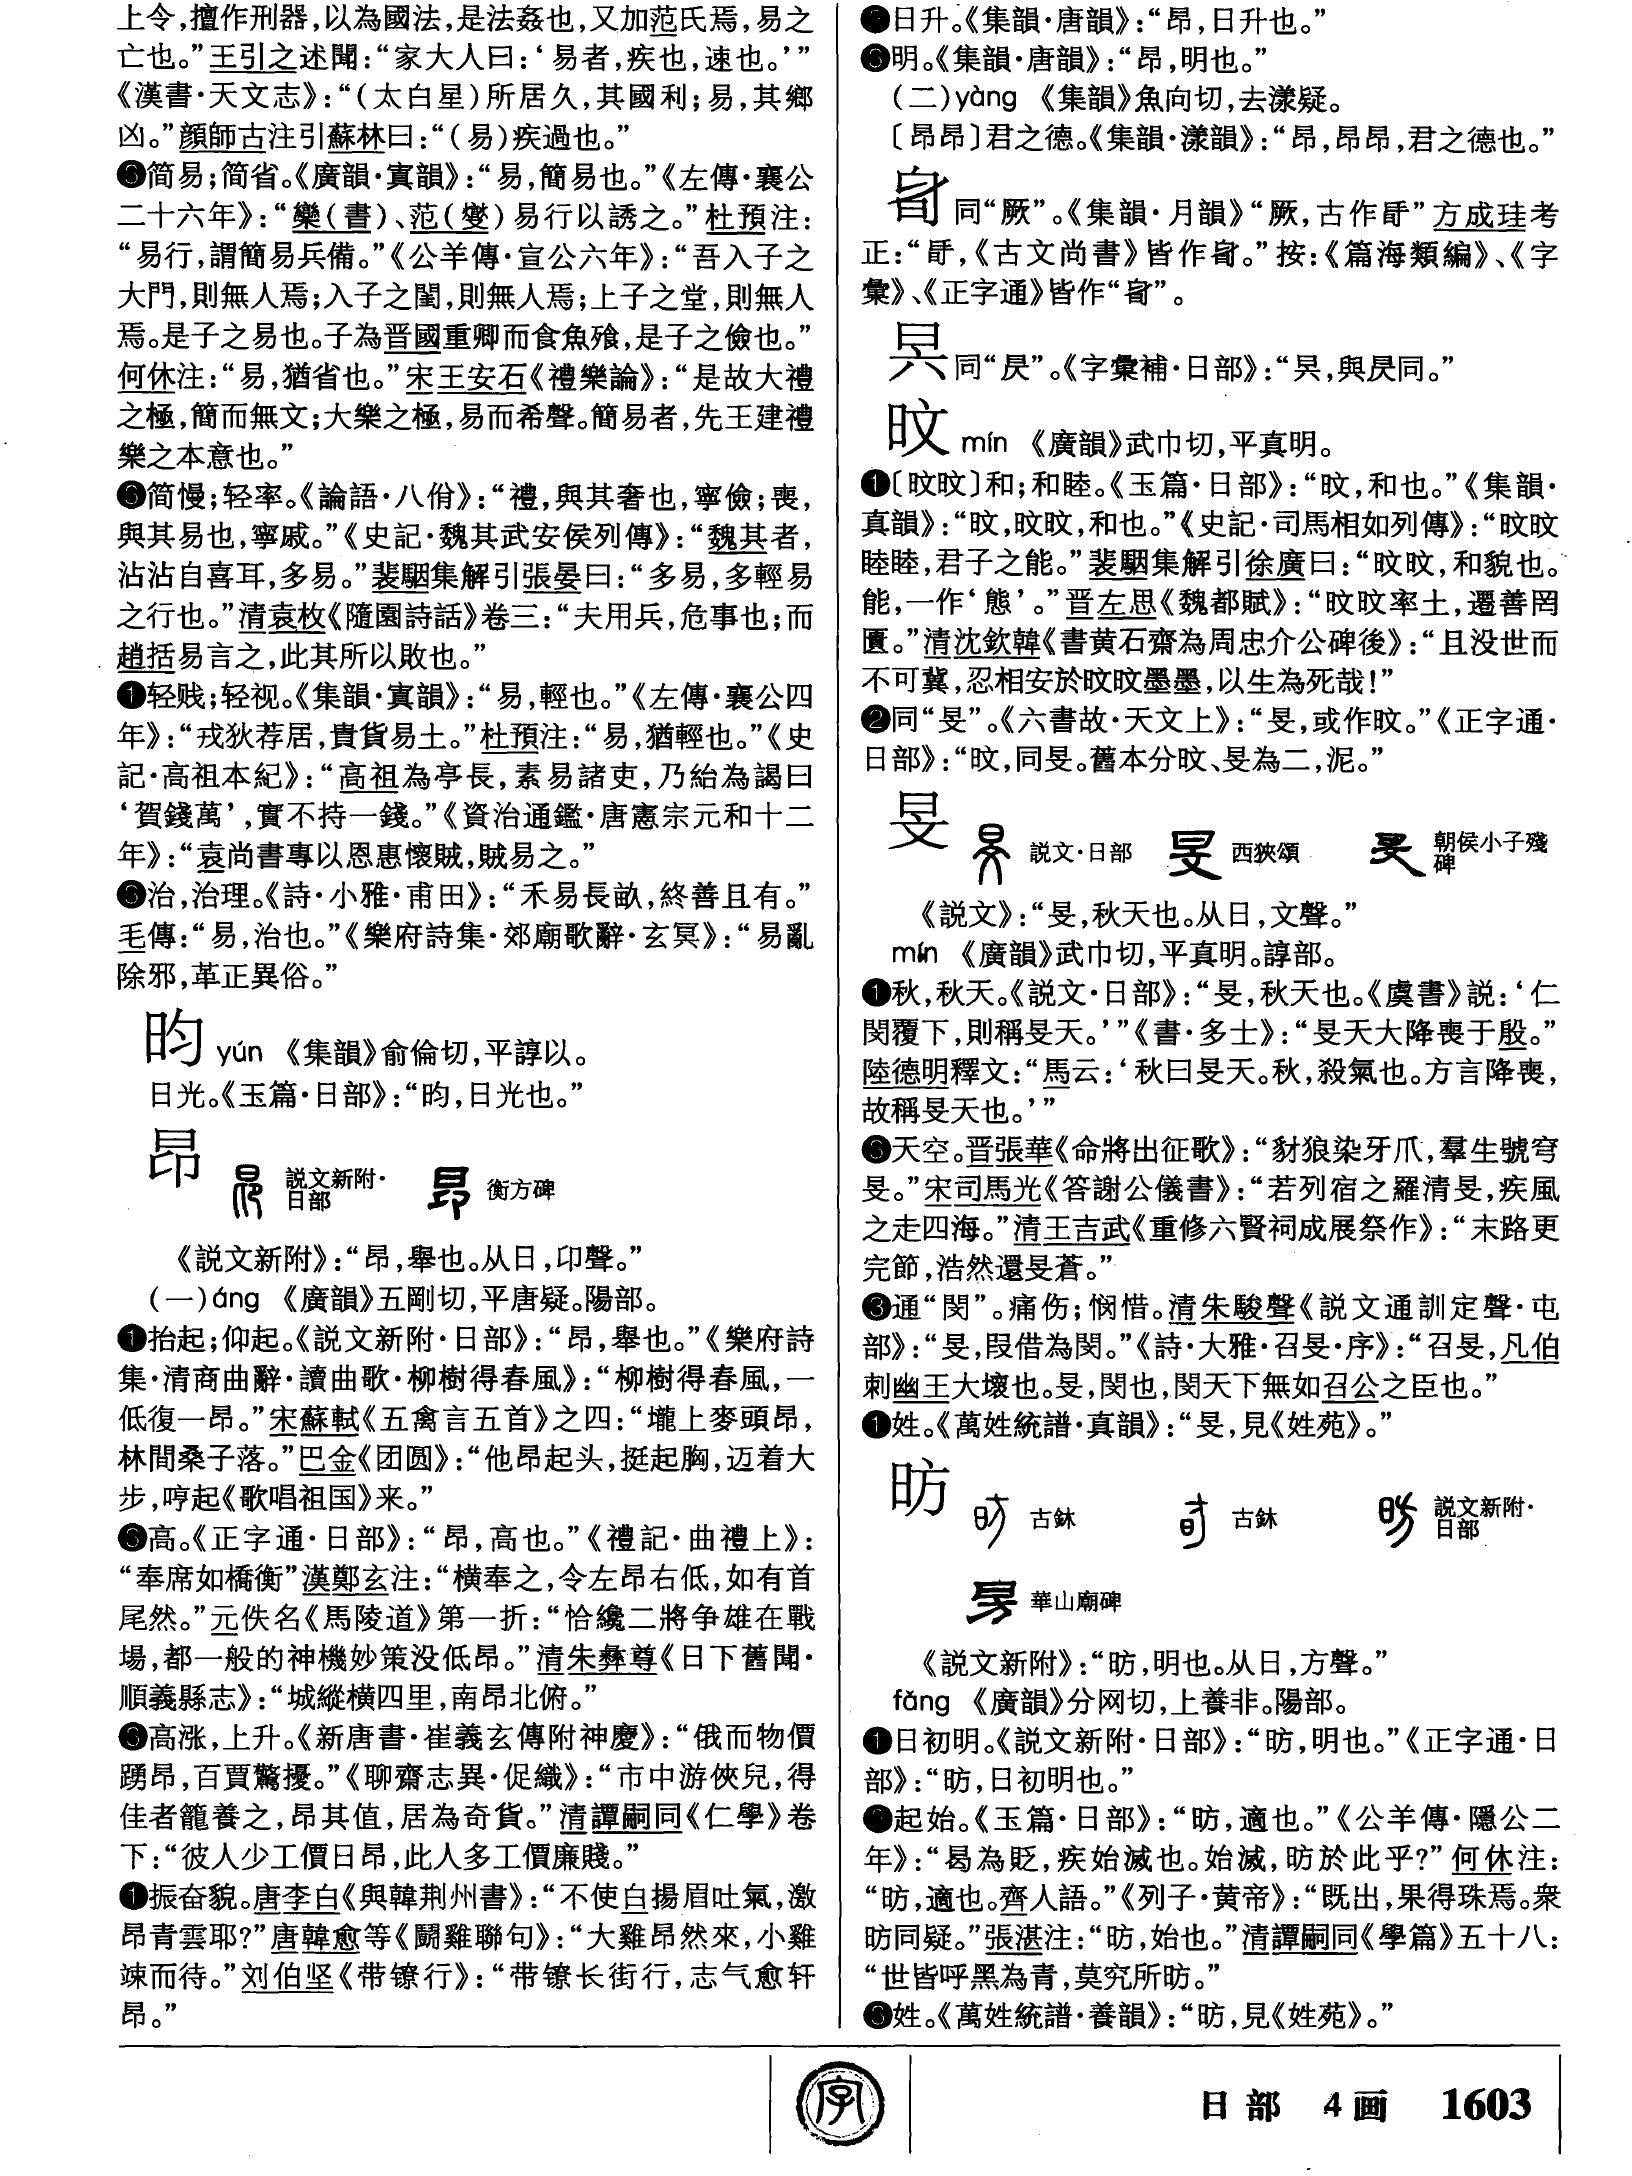 上令,擅作刑器,以為國法,是法姦也,又加范氏焉,易之
亡也。”王引之述聞:“家大人曰:‘易者,疾也,速也。’”
《漢書·天文志》:“(太白星)所居久,其國利;易,其鄉
凶。”顔師古注引蘇林曰:“(易)疾過也。”
简易;简省。《廣韻·寘韻》:“易,簡易也。”《左傳·襄公
二十六年》:“欒(書)、范(燮)易行以誘之。”杜預注:
“易行,謂簡易兵備。”《公羊傳·宣公六年》:“吾入子之
大門,則無人焉;入子之閨,則無人焉;上子之堂,則無人
焉。是子之易也。子為晋國重卿而食魚飱,是子之儉也。”
何休注:“易,猶省也。”宋王安石《禮樂論》:“是故大禮
之極,簡而無文;大樂之極,易而希聲。簡易者,先王建禮
樂之本意也。”
简慢;轻率。《論語·八佾》:“禮,與其奢也,寧儉;喪,
與其易也,寧戚。”《史記·魏其武安侯列傳》:“魏其者,
沾沾自喜耳,多易。”裴駰集解引張晏曰:“多易,多輕易
之行也。”清袁枚《隨園詩話》卷三:“夫用兵,危事也;而
趙括易言之,此其所以敗也。”
轻贱;轻视。《集韻·寘韻》:“易,輕也。”《左傳·襄公四
年》:“戎狄荐居,貴貨易土。”杜預注:“易,猶輕也。”《史
記·高祖本紀》:“高祖為亭長,素易諸吏,乃紿為謁曰
‘賀錢萬’,實不持一錢。”《資治通鑑·唐憲宗元和十二
年》:“袁尚書專以恩惠懷賊,賊易之。”
治,治理。《詩·小雅·甫田》:“禾易長畝,終善且有。”
毛傳:“易,治也。”《樂府詩集·郊廟歌辭·玄冥》:“易亂
除邪,革正異俗。”
昀 yún 《集韻》俞倫切,平諄以。
日光。《玉篇·日部》:“昀,日光也。”
昂 説文新附·日部 衡方碑
《説文新附》:“昂,舉也。从日,卬聲。”
(一)áng 《廣韻》五剛切,平唐疑。陽部。
❶抬起;仰起。《説文新附·日部》:“昂,舉也。”《樂府詩
集·清商曲辭·讀曲歌·柳樹得春風》:“柳樹得春風,一
低復一昂。”宋蘇軾《五禽言五首》之四:“壠上麥頭昂,
林間桑子落。”巴金《团圆》:“他昂起头,挺起胸,迈着大
步,哼起《歌唱祖国》来。”
高。《正字通·日部》:“昂,高也。”《禮記·曲禮上》:
“奉席如橋衡”漢鄭玄注:“横奉之,令左昂右低,如有首
尾然。”元佚名《馬陵道》第一折:“恰纔二將争雄在戰
場,都一般的神機妙策没低昂。”清朱彝尊《日下舊聞·
順義縣志》:“城縱横四里,南昂北俯。”
高涨,上升。《新唐書·崔義玄傳附神慶》:“俄而物價
踴昂,百賈驚擾。”《聊齋志異·促織》:“市中游俠兒,得
佳者籠養之,昂其值,居為奇貨。”清譚嗣同《仁學》卷
下:“彼人少工價日昂,此人多工價廉賤。”
振奋貌。唐李白《與韓荆州書》:“不使白揚眉吐氣,激
昂青雲耶?”唐韓愈等《鬭雞聯句》:“大雞昂然來,小雞
竦而待。”刘伯坚《带镣行》:“带镣长街行,志气愈轩
昂。”
日升。《集韻·唐韻》:“昂,日升也。”
明。《集韻·唐韻》:“昂,明也。”
(二)yàng 《集韻》魚向切,去漾疑。
〔昂昂〕君之德。《集韻·漾韻》:“昂,昂昂,君之德也。”
同“厥”。《集韻·月韻》“厥,古作”方成珪考
正:“,《古文尚書》皆作。”按:《篇海類編》、《字
彙》、《正字通》皆作“”。
昗同“昃”。《字彙補·日部》:“昗,與昃同。”
旼 mín 《廣韻》武巾切,平真明。
❶〔旼旼〕和;和睦。《玉篇·日部》:“旼,和也。”《集韻·
真韻》:“旼,旼旼,和也。”《史記·司馬相如列傳》:“旼旼
睦睦,君子之能。”裴駰集解引徐廣曰:“旼旼,和貌也。
能,一作‘態’。”晋左思《魏都賦》:“旼旼率土,遷善罔
匱。”清沈欽韓《書黄石齋為周忠介公碑後》:“且没世而
不可冀,忍相安於旼旼墨墨,以生為死哉!”
❷同“旻”。《六書故·天文上》:“旻,或作旼。”《正字通·
日部》:“旼,同旻。舊本分旼、旻為二,泥。”
旻 説文·日部 西狹頌 朝侯小子殘碑
《説文》:“旻,秋天也。从日,文聲。”
mín 《廣韻》武巾切,平真明。諄部。
❶秋,秋天。《説文·日部》:“旻,秋天也。《虞書》説:‘仁
閔覆下,則稱旻天。’”《書·多士》:“旻天大降喪于殷。”
陸德明釋文:“馬云:‘秋曰旻天。秋,殺氣也。方言降喪,
故稱旻天也。’”
天空。晋張華《命將出征歌》:“豺狼染牙爪,羣生號穹
旻。”宋司馬光《答謝公儀書》:“若列宿之羅清旻,疾風
之走四海。”清王吉武《重修六賢祠成展祭作》:“末路更
完節,浩然還旻蒼。”
❸通“閔”。痛伤;悯惜。清朱駿聲《説文通訓定聲·屯
部》:“旻,叚借為閔。”《詩·大雅·召旻·序》:“召旻,凡伯
刺幽王大壞也。旻,閔也,閔天下無如召公之臣也。”
姓。《萬姓統譜·真韻》:“旻,見《姓苑》。”
昉 古鉥 古鉥 説文新附·日部
華山廟碑
《説文新附》:“昉,明也。从日,方聲。”
fǎng 《廣韻》分网切,上養非。陽部。
❶日初明。《説文新附·日部》:“昉,明也。”《正字通·日
部》:“昉,日初明也。”
起始。《玉篇·日部》:“昉,適也。”《公羊傳·隱公二
年》:“曷為貶,疾始滅也。始滅,昉於此乎?”何休注:
“昉,適也。齊人語。”《列子·黄帝》:“既出,果得珠焉。衆
昉同疑。”張湛注:“昉,始也。”清譚嗣同《學篇》五十八:
“世皆呼黑為青,莫究所昉。”
姓。《萬姓統譜·養韻》:“昉,見《姓苑》。”
字 日部 4画 1603